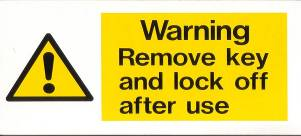 Warning
Remove key
and lock off
after use